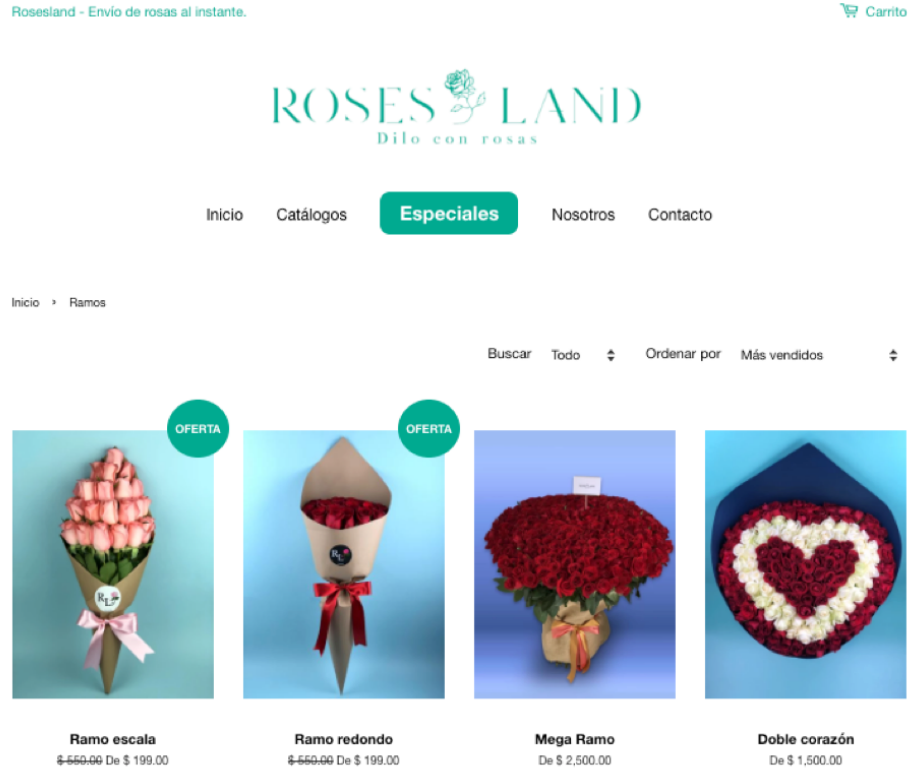 Rosesland - Envío de rosas al instante.
Carrito
ROSES LAND
Dilo con rosas
Inicio Catálogos Especiales Nosotros Contacto
Inicio › Ramos
Buscar Todo Ordenar por Más vendidos
OFERTA
OFERTA
RL
RL
Ramo escala
$ 550.00 De $ 199.00
Ramo redondo
$ 550.00 De $ 199.00
Mega Ramo
De $ 2,500.00
Doble corazón
De $ 1,500.00